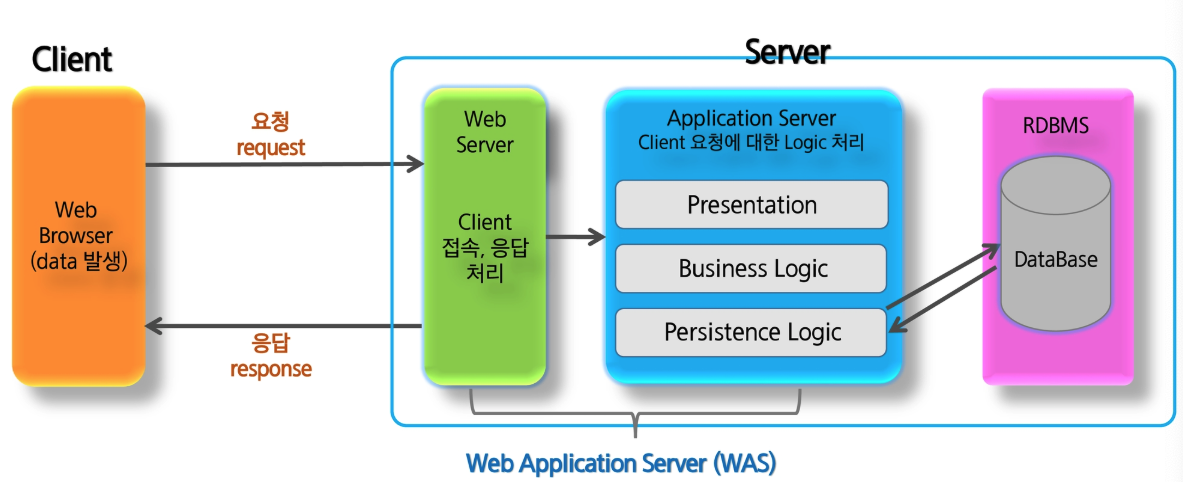 Client
Server
요청
request
Web
Browser
(data 발생)
응답
response
Web
Server
Client
접속, 응답
처리
Application Server
Client 요청에 대한 Logic 처리
Presentation
Business Logic
Persistence Logic
RDBMS
DataBase
Web Application Server (WAS)